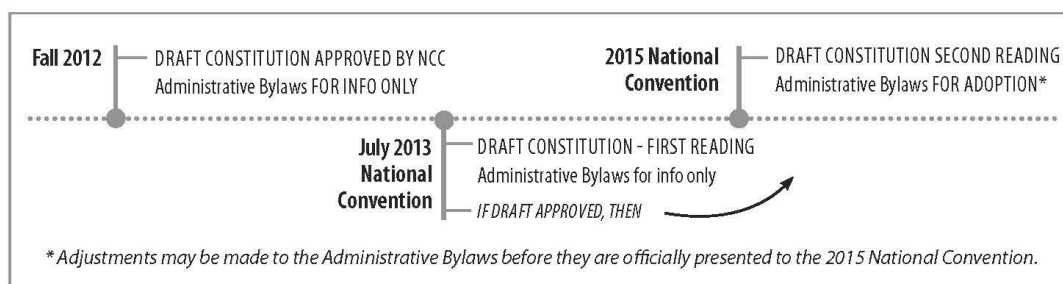 Fall 2012
DRAFT CONSTITUTION APPROVED BY NCC
Administrative Bylaws FOR INFO ONLY
2015 National
Convention
DRAFT CONSTITUTION SECOND READING
Administrative Bylaws FOR ADOPTION*
July 2013
National
Convention
DRAFT CONSTITUTION - FIRST READING
Administrative Bylaws for info only
IF DRAFT APPROVED, THEN
* Adjustments may be made to the Administrative Bylaws before they are officially presented to the 2015 National Convention.